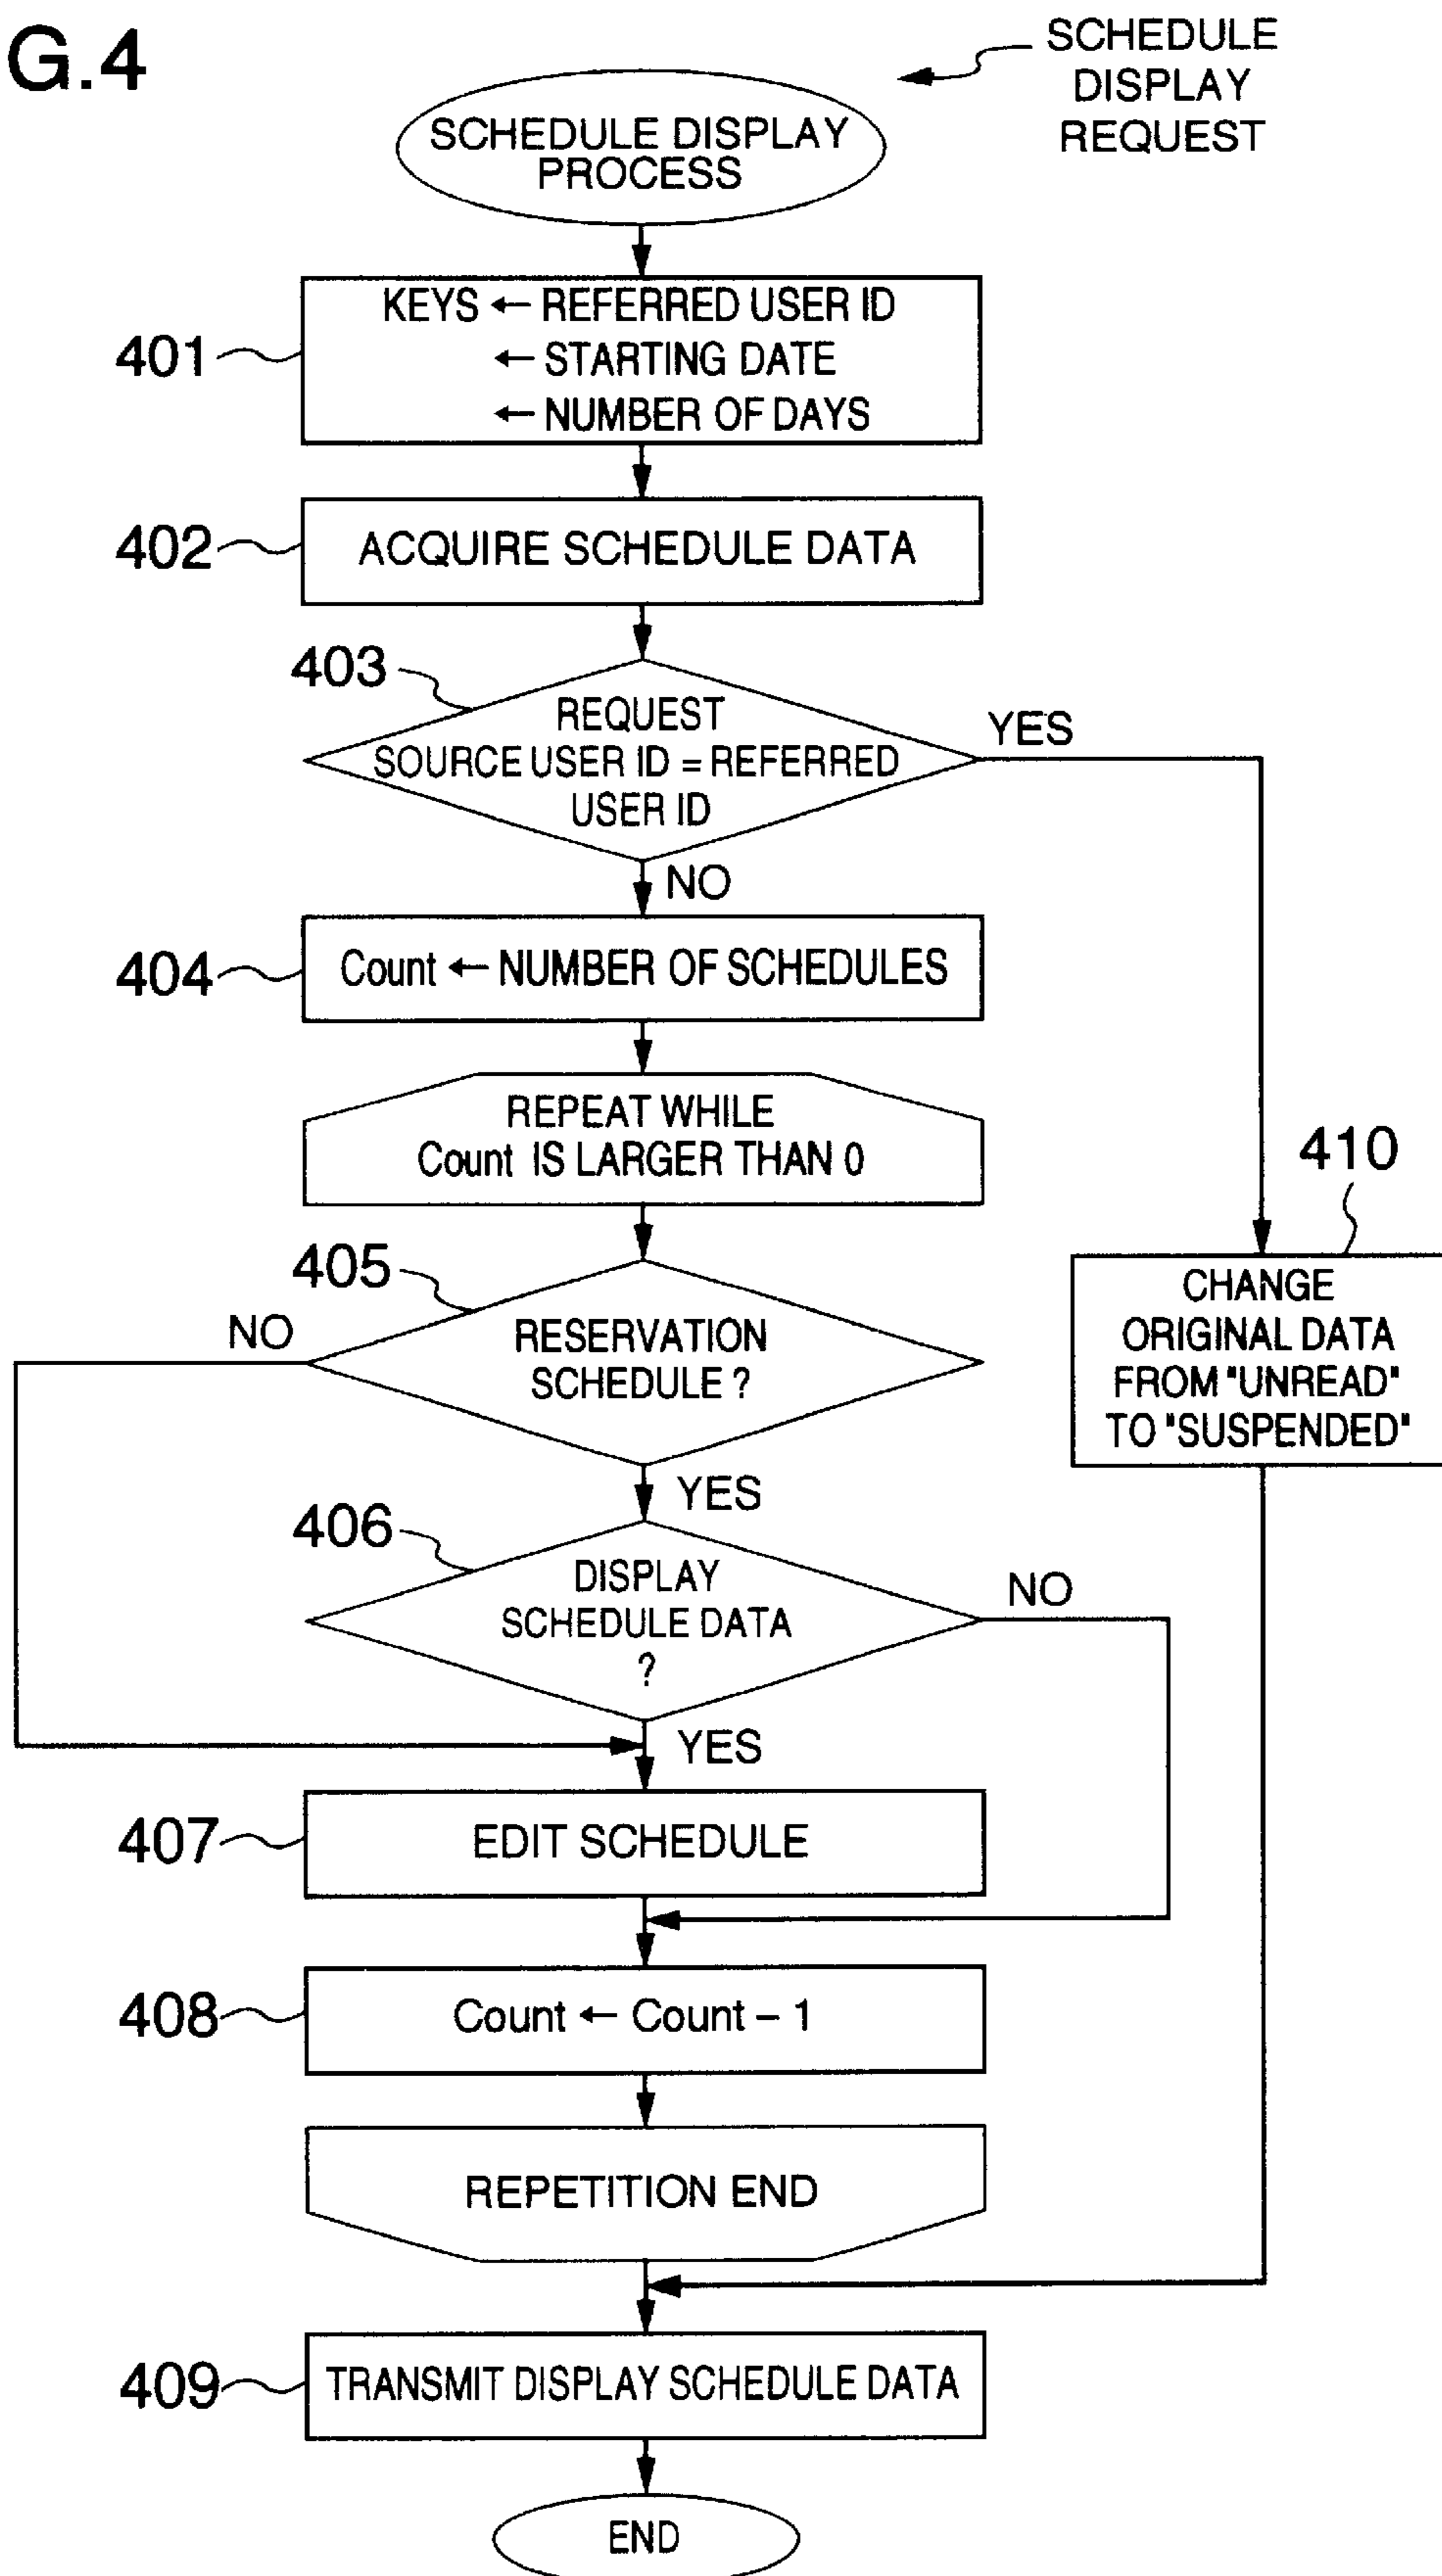 G.4
SCHEDULE
DISPLAY
REQUEST
SCHEDULE DISPLAY
PROCESS
401
KEYS ← REFERRED USER ID
← STARTING DATE
← NUMBER OF DAYS
402
ACQUIRE SCHEDULE DATA
403
REQUEST
SOURCE USER ID = REFERRED
USER ID
YES
NO
404
Count ← NUMBER OF SCHEDULES
REPEAT WHILE
Count IS LARGER THAN 0
410
CHANGE
ORIGINAL DATA
FROM "UNREAD"
TO "SUSPENDED"
405
NO
RESERVATION
SCHEDULE ?
YES
406
DISPLAY
SCHEDULE DATA
?
NO
YES
407
EDIT SCHEDULE
408
Count ← Count – 1
REPETITION END
409
TRANSMIT DISPLAY SCHEDULE DATA
END